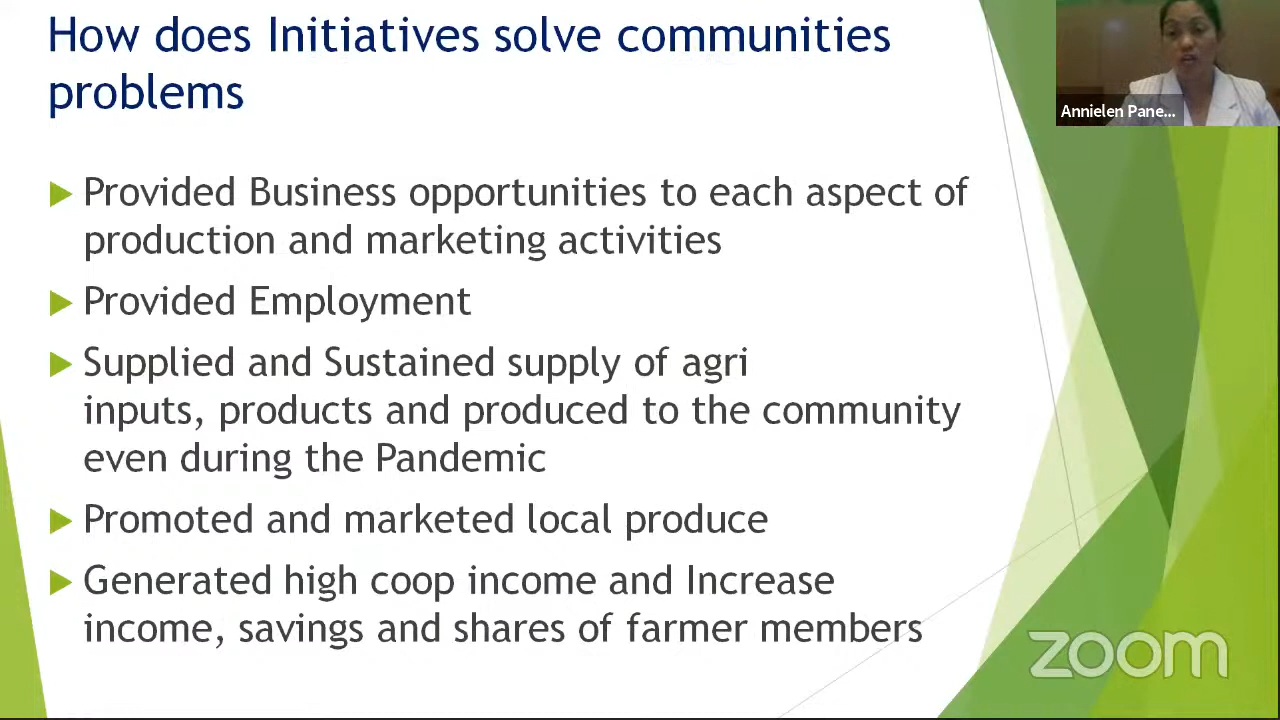 How does Initiatives solve communities
problems
Annielen Pane...
Provided Business opportunities to each aspect of
production and marketing activities
Provided Employment
Supplied and Sustained supply of agri
inputs, products and produced to the community
even during the Pandemic
Promoted and marketed local produce
Generated high coop income and Increase
income, savings and shares of farmer members
zoom